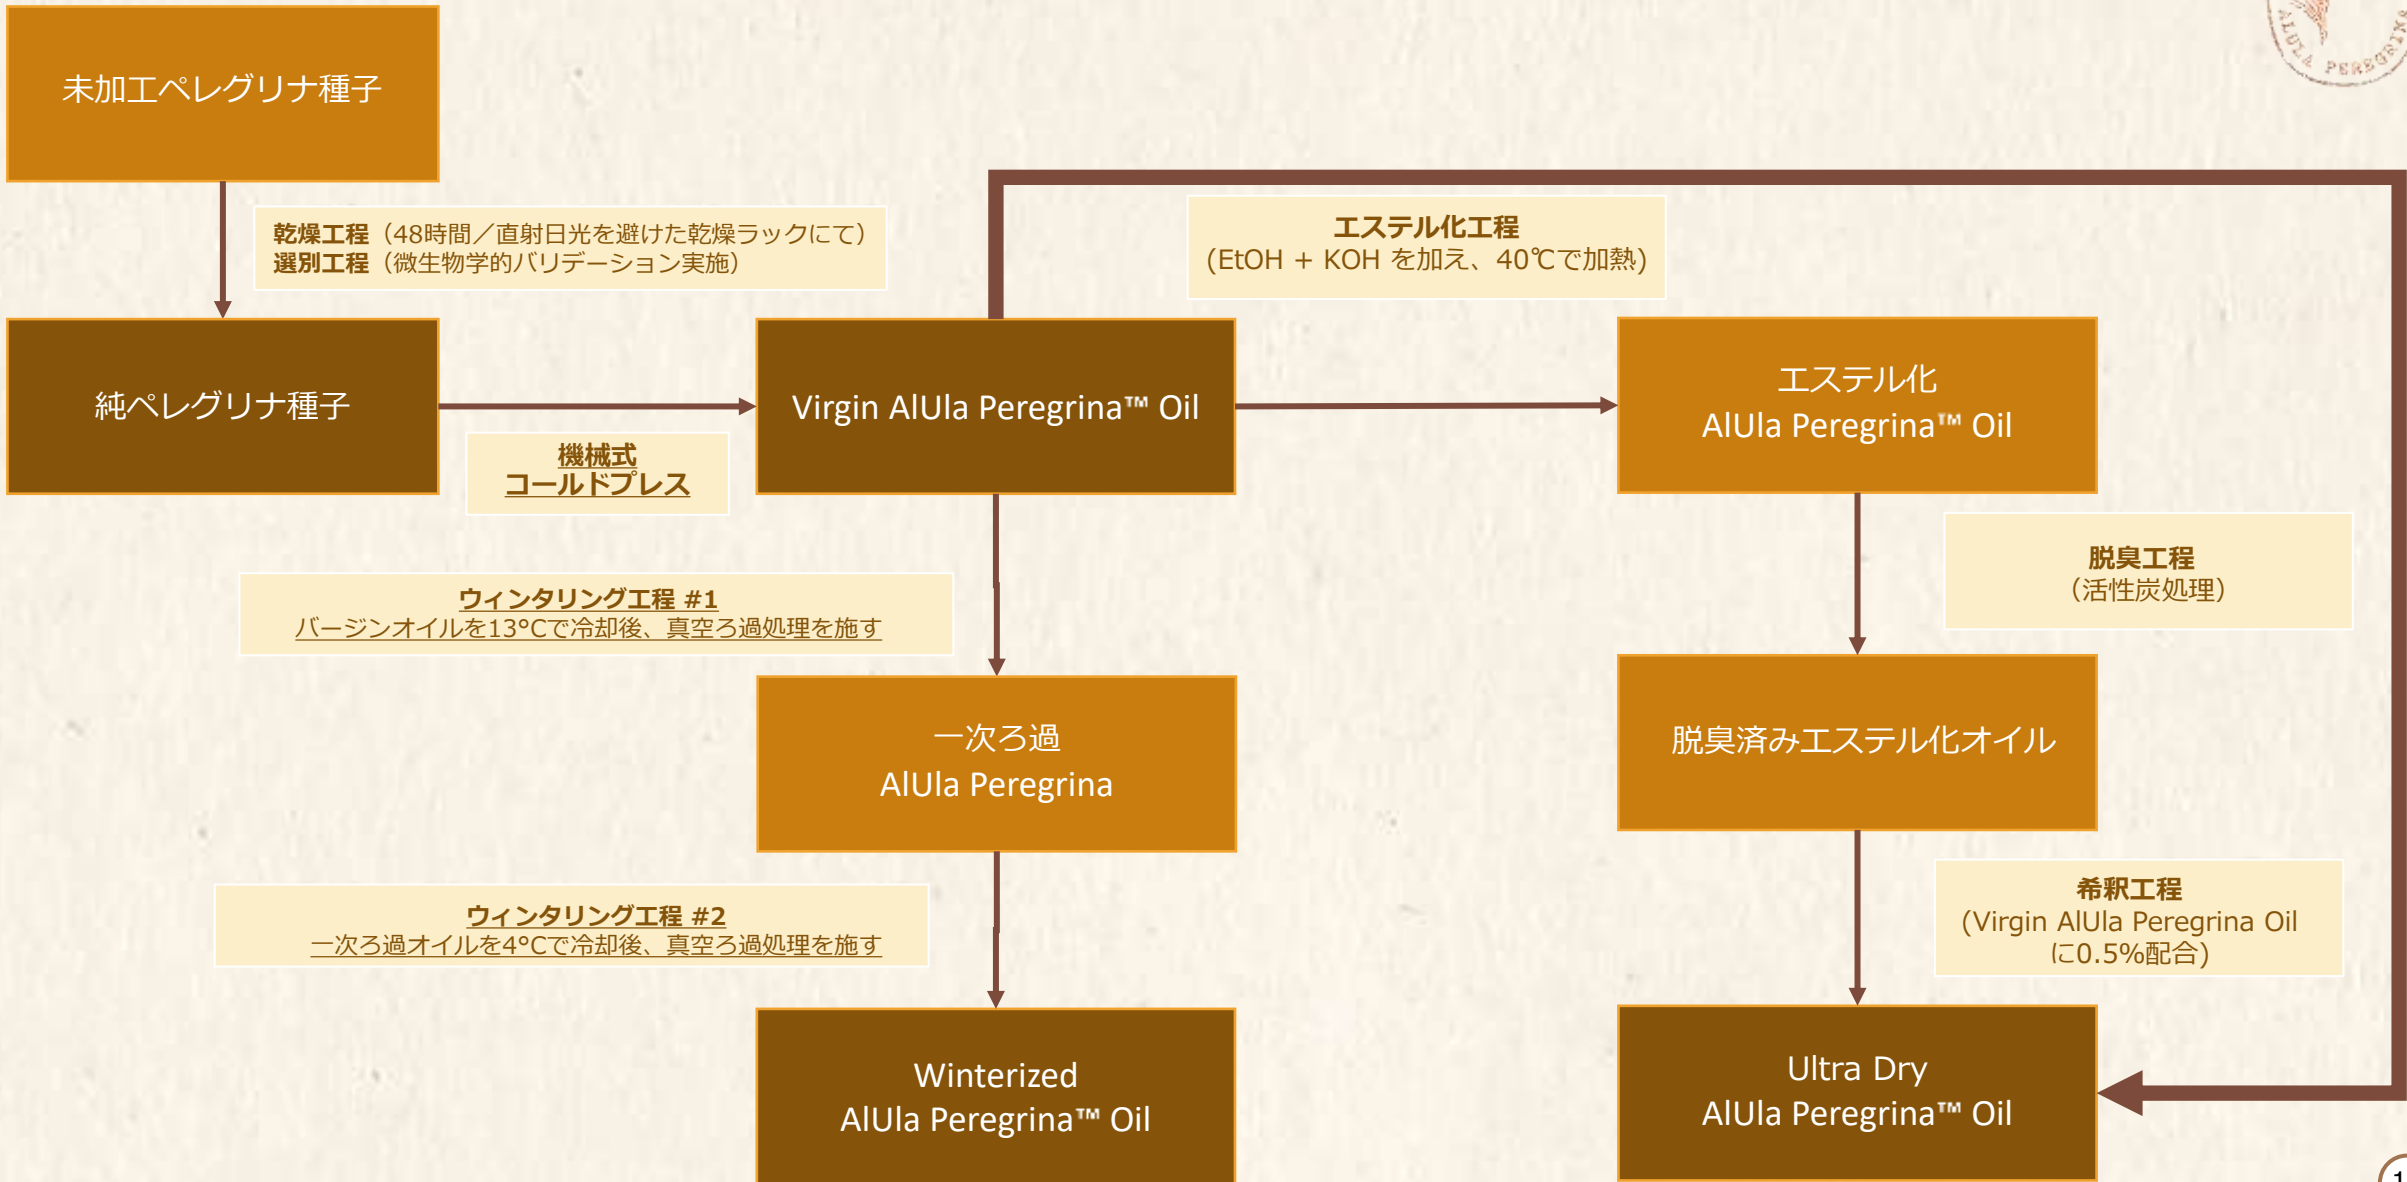 未加工ペレグリナ種子
ALULA PEREGRINA
乾燥工程（48時間／直射日光を避けた乾燥ラックにて）
選別工程（微生物学的バリデーション実施）
エステル化工程
(EtOH + KOH を加え、40℃で加熱)
純ペレグリナ種子
機械式
コールドプレス
Virgin AlUla Peregrina™ Oil
エステル化
AlUla Peregrina™ Oil
脱臭工程
（活性炭処理）
ウィンタリング工程 #1
バージンオイルを13°Cで冷却後、真空ろ過処理を施す
一次ろ過
AlUla Peregrina
脱臭済みエステル化オイル
ウィンタリング工程 #2
一次ろ過オイルを4°Cで冷却後、真空ろ過処理を施す
希釈工程
(Virgin AlUla Peregrina Oil
に0.5%配合)
Winterized
AlUla Peregrina™ Oil
Ultra Dry
AlUla Peregrina™ Oil